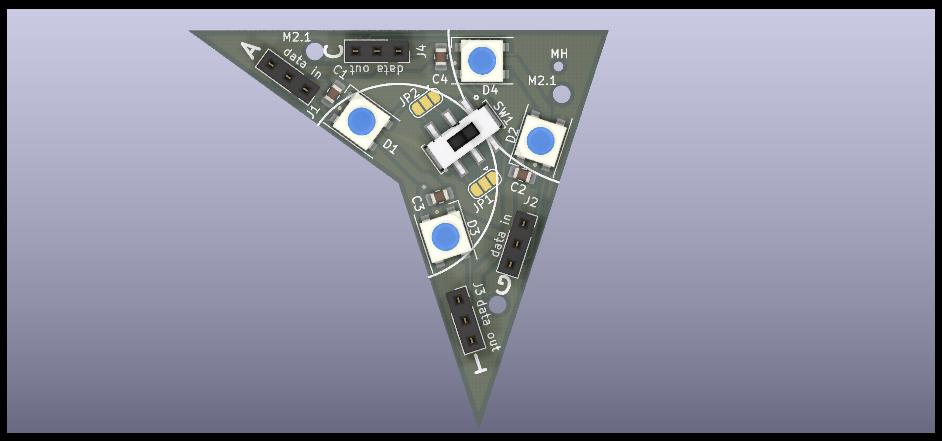 M2.1
A
C
J4
MH
data in
data out
C1
C4
M2.1
D4
J1
JP2
SW1
D2
D1
C2
C3
JP1
J2
D3
data in
G
J3
data out
T